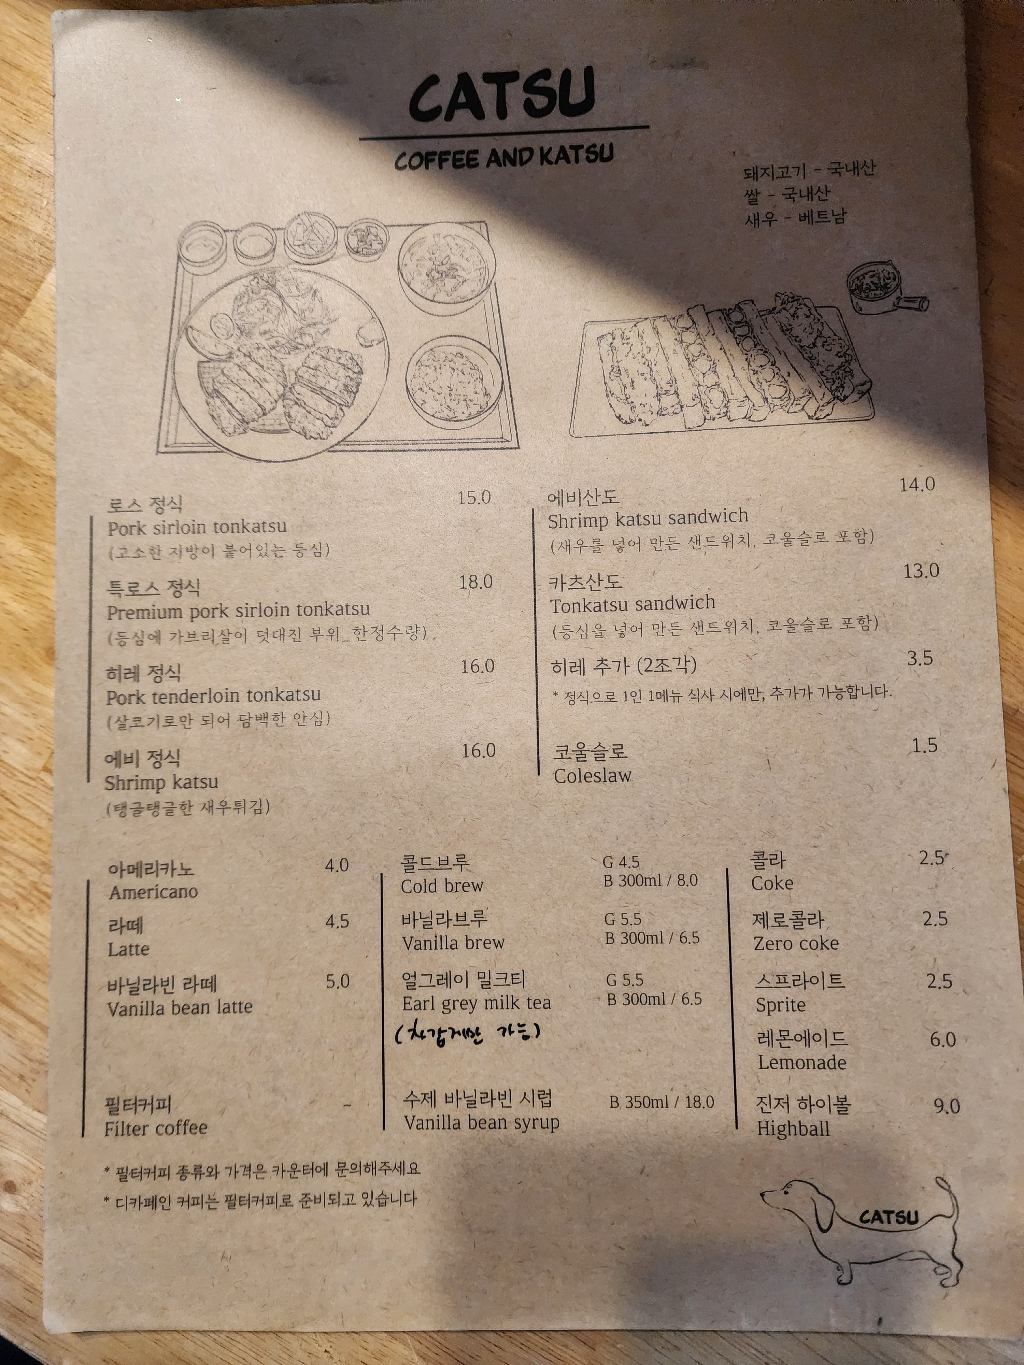 CATSU
COFFEE AND KATSU
돼지고기 - 국내산
쌀 - 국내산
새우 - 베트남
로스 정식 15.0
Pork sirloin tonkatsu
(고소한 지방이 붙어있는 등심)
특로스 정식 18.0
Premium pork sirloin tonkatsu
(등심에 가브리살이 덧대진 부위_한정수량)
히레 정식 16.0
Pork tenderloin tonkatsu
(살코기로만 되어 담백한 안심)
에비 정식 16.0
Shrimp katsu
(탱글탱글한 새우튀김)
에비산도 14.0
Shrimp katsu sandwich
(새우를 넣어 만든 샌드위치, 코울슬로 포함)
카츠산도 13.0
Tonkatsu sandwich
(등심을 넣어 만든 샌드위치, 코울슬로 포함)
히레 추가 (2조각) 3.5
* 정식으로 1인 1메뉴 식사 시에만, 추가가 가능합니다.
코울슬로 1.5
Coleslaw
아메리카노 4.0
Americano
라떼 4.5
Latte
바닐라빈 라떼 5.0
Vanilla bean latte
필터커피 -
Filter coffee
콜드브루 G 4.5
Cold brew B 300ml / 8.0
바닐라브루 G 5.5
Vanilla brew B 300ml / 6.5
얼그레이 밀크티 G 5.5
Earl grey milk tea B 300ml / 6.5
(차갑게만 가능)
수제 바닐라빈 시럽 B 350ml / 18.0
Vanilla bean syrup
콜라 2.5
Coke
제로콜라 2.5
Zero coke
스프라이트 2.5
Sprite
레몬에이드 6.0
Lemonade
진저 하이볼 9.0
Highball
* 필터커피 종류와 가격은 카운터에 문의해주세요
* 디카페인 커피는 필터커피로 준비되고 있습니다
CATSU